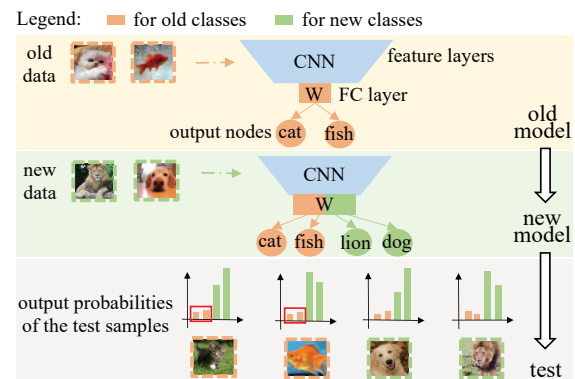 Legend: for old classes for new classes
old data
CNN
feature layers
W FC layer
output nodes cat fish
old model
new data
CNN
W
cat fish lion dog
new model
output probabilities
of the test samples
test